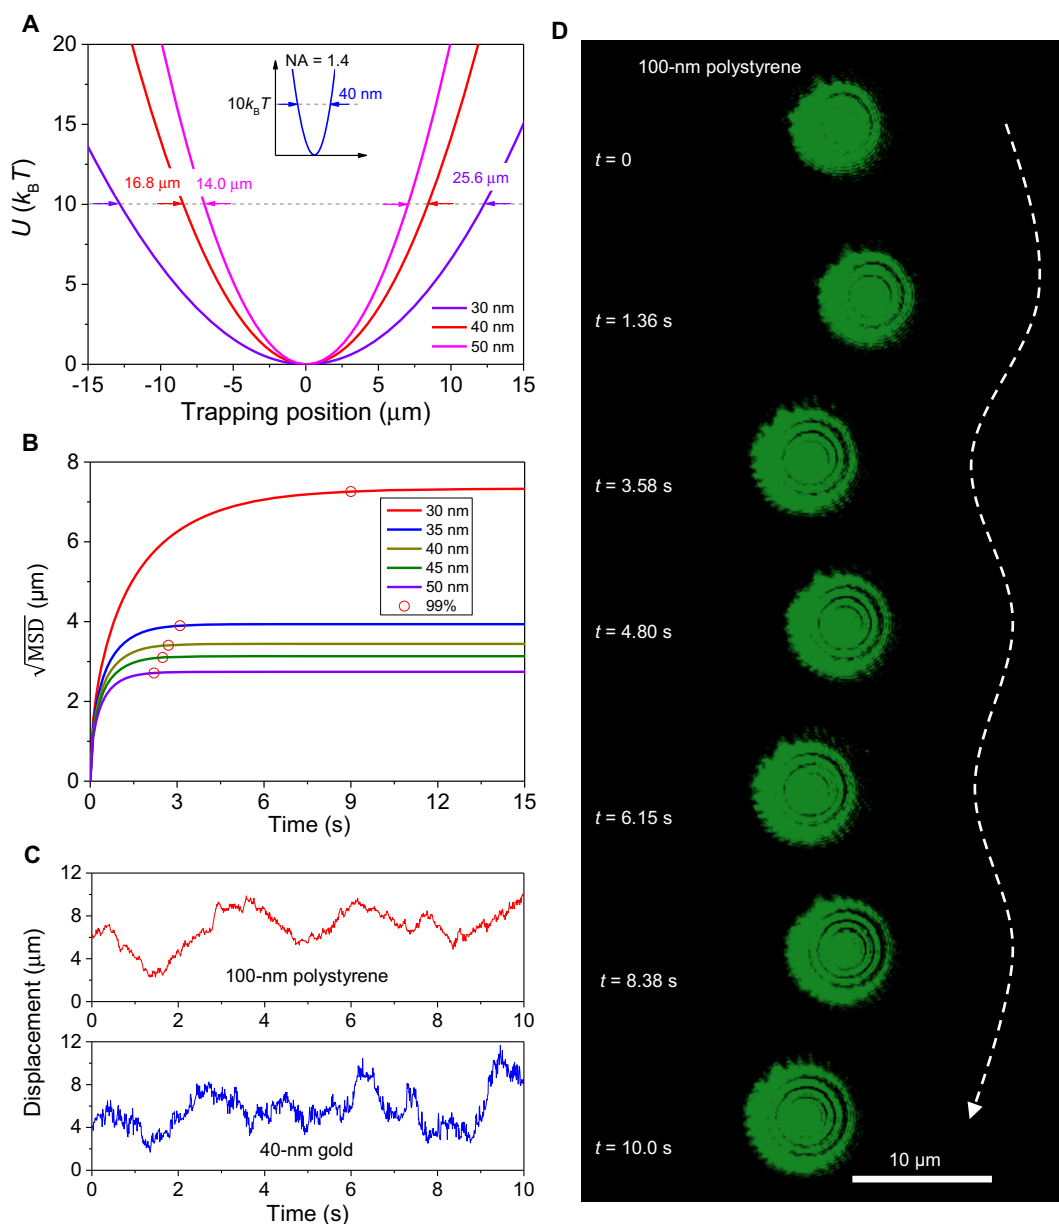 A
20
15
10
5
0
U (k_B T)
NA = 1.4
10k_B T
40 nm
16.8 μm
14.0 μm
25.6 μm
30 nm
40 nm
50 nm
-15 -10 -5 0 5 10 15
Trapping position (μm)
B
8
6
4
2
0
√MSD (μm)
30 nm
35 nm
40 nm
45 nm
50 nm
99%
0 3 6 9 12 15
Time (s)
C
Displacement (μm)
12
8
4
0
100-nm polystyrene
0 2 4 6 8 10
12
8
4
0
40-nm gold
0 2 4 6 8 10
Time (s)
D
100-nm polystyrene
t = 0
t = 1.36 s
t = 3.58 s
t = 4.80 s
t = 6.15 s
t = 8.38 s
t = 10.0 s
10 μm